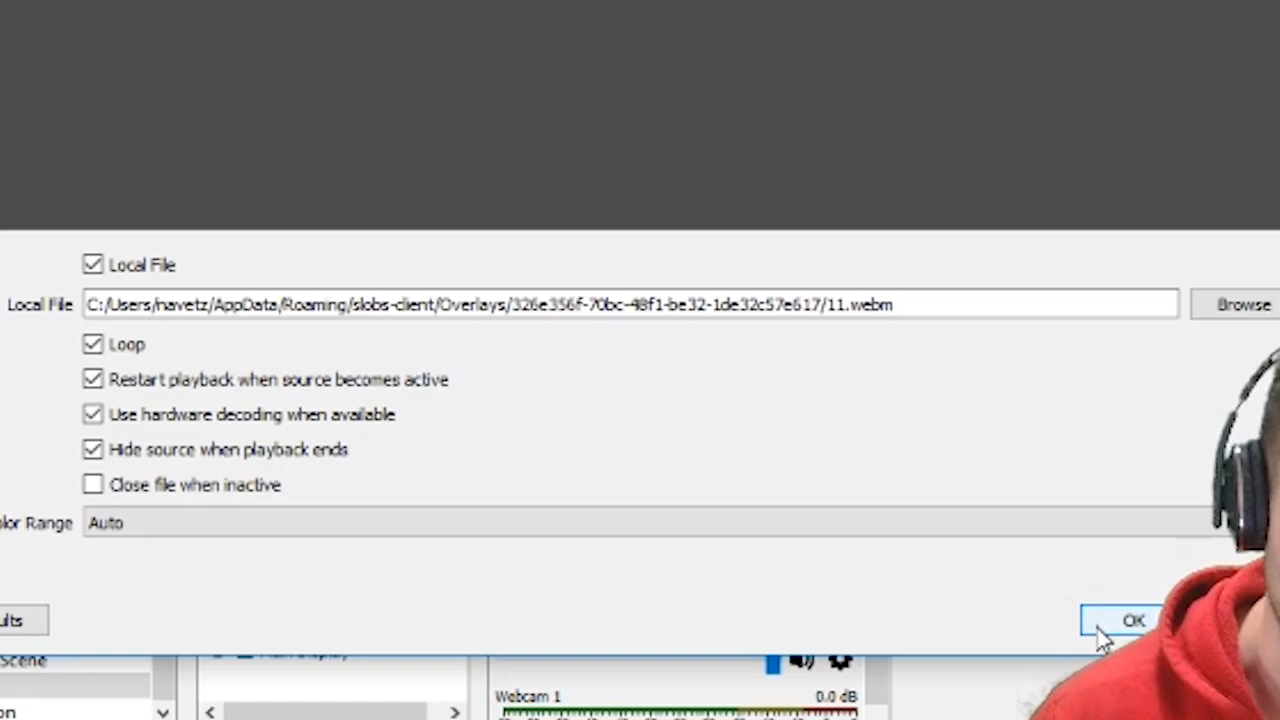 Local File
Local File C:/Users/navetz/AppData/Roaming/slobs-client/Overlays/326e356f-70bc-48f1-be32-1de32c57e617/11.webm Browse
Loop
Restart playback when source becomes active
Use hardware decoding when available
Hide source when playback ends
Close file when inactive
olor Range Auto
ults OK
Scene
Webcam 1 0.0 dB
on